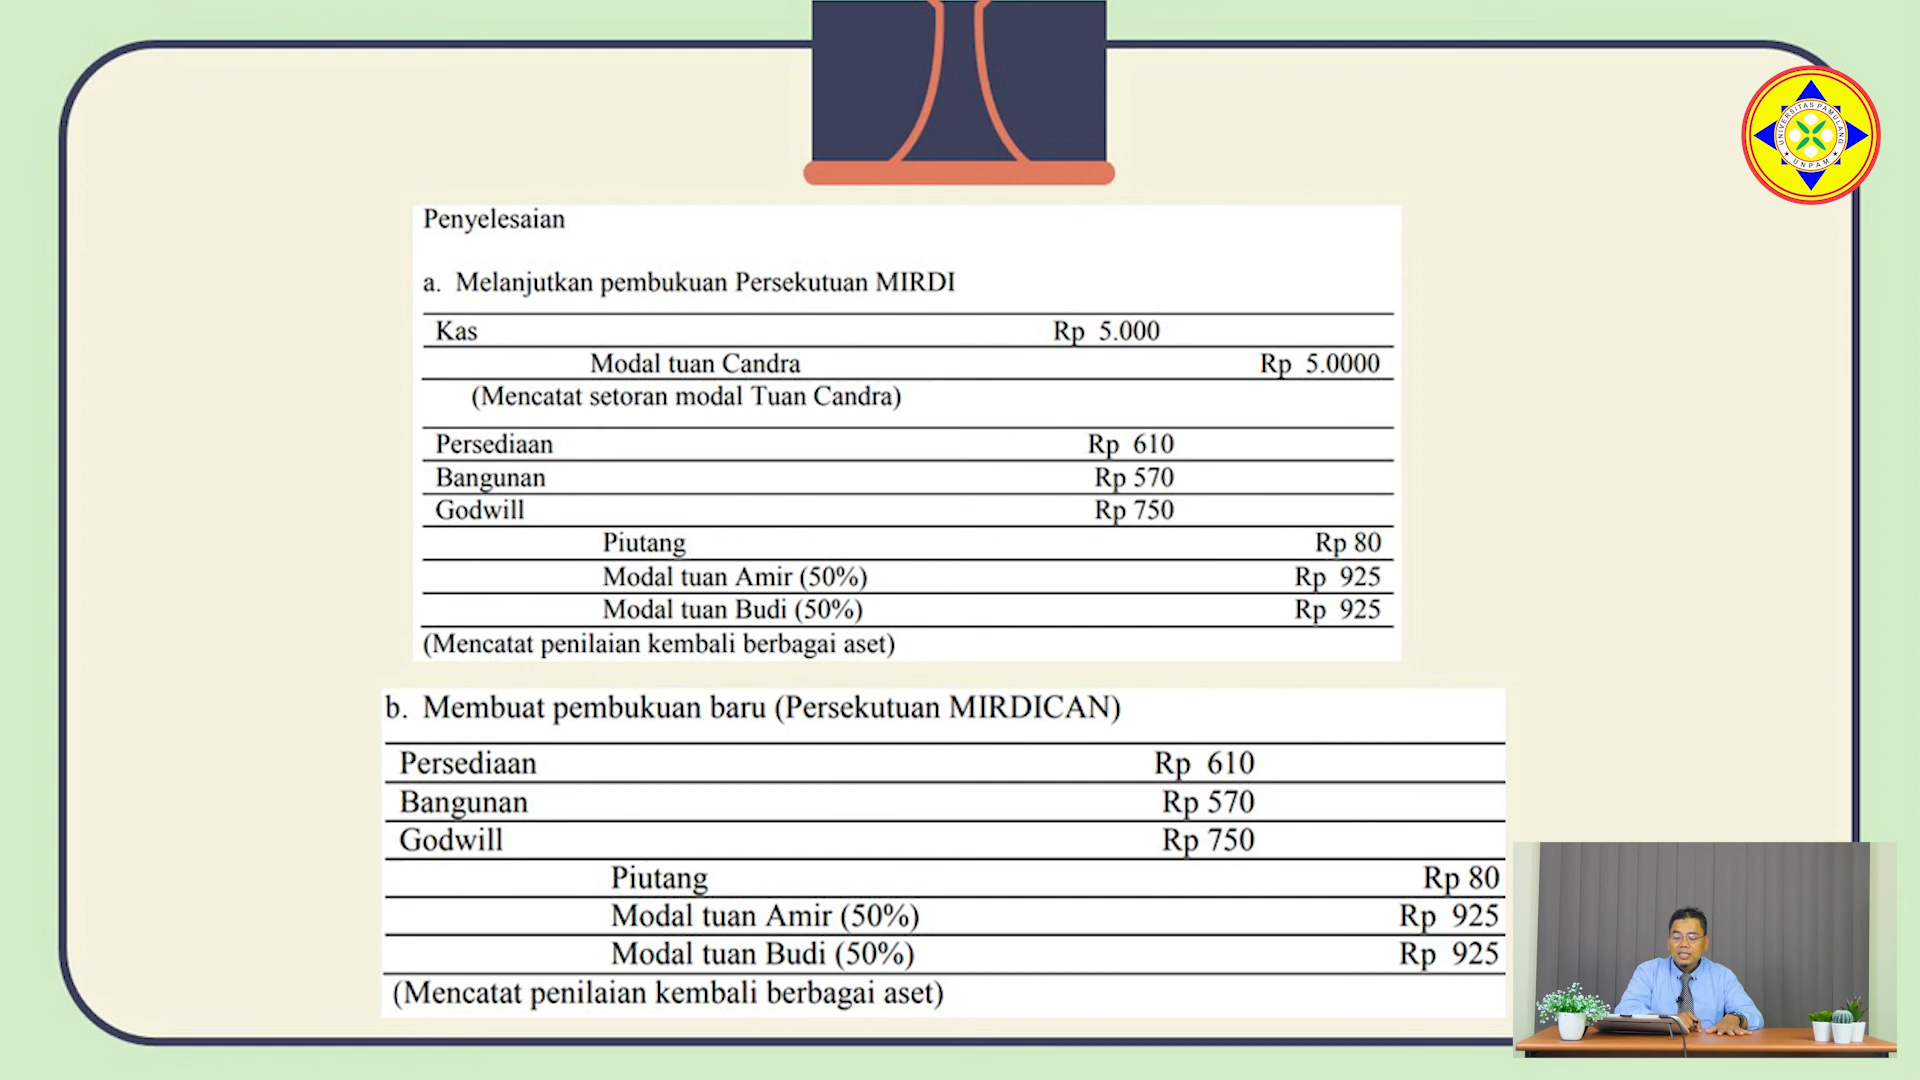 UNIVERSITAS PAMULANG
UNPAM
Penyelesaian
a. Melanjutkan pembukuan Persekutuan MIRDI
Kas Rp 5.000
Modal tuan Candra Rp 5.0000
(Mencatat setoran modal Tuan Candra)
Persediaan Rp 610
Bangunan Rp 570
Godwill Rp 750
Piutang Rp 80
Modal tuan Amir (50%) Rp 925
Modal tuan Budi (50%) Rp 925
(Mencatat penilaian kembali berbagai aset)
b. Membuat pembukuan baru (Persekutuan MIRDICAN)
Persediaan Rp 610
Bangunan Rp 570
Godwill Rp 750
Piutang Rp 80
Modal tuan Amir (50%) Rp 925
Modal tuan Budi (50%) Rp 925
(Mencatat penilaian kembali berbagai aset)